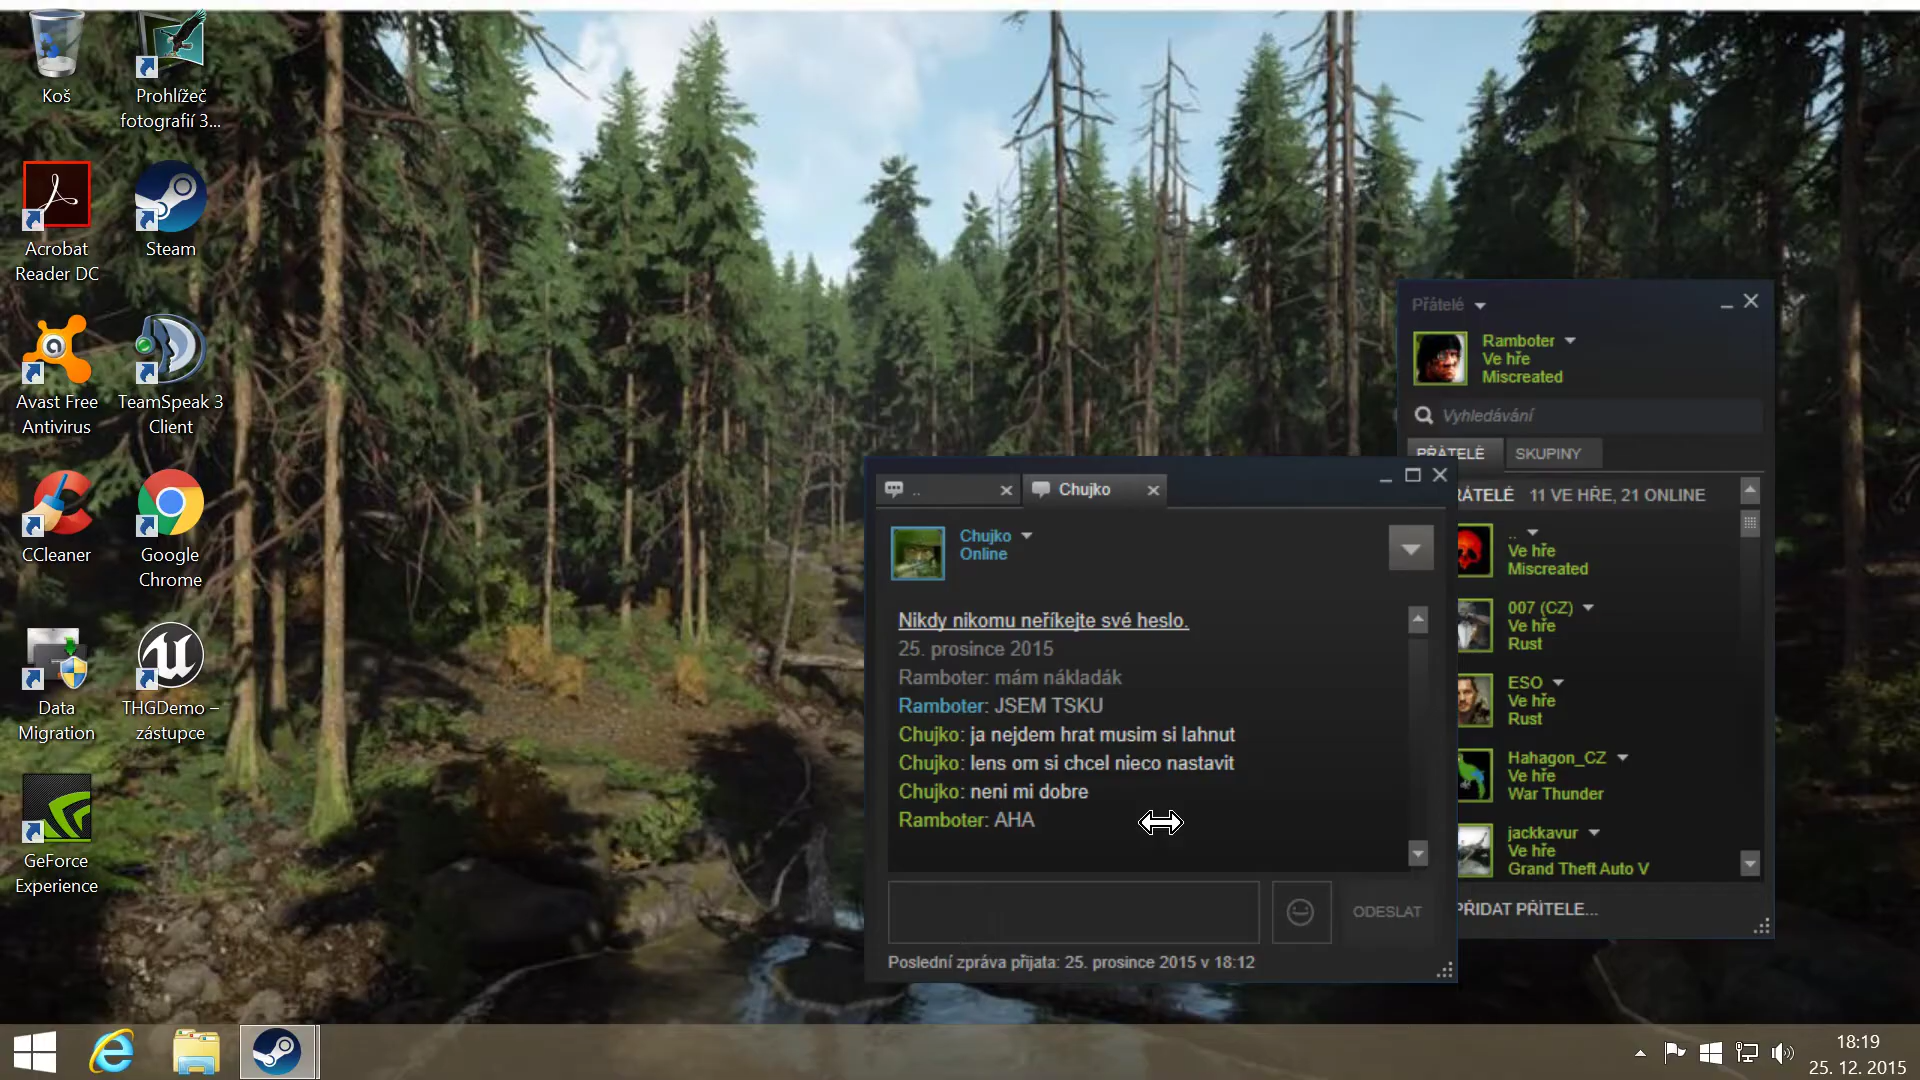 Koš
Prohlížeč
fotografií 3...
Acrobat
Reader DC
Steam
Avast Free
Antivirus
TeamSpeak 3
Client
CCleaner
Google
Chrome
Data
Migration
THGDemo –
zástupce
GeForce
Experience
Přátelé
Ramboter
Ve hře
Miscreated
Vyhledávání
PŘÁTELÉ
SKUPINY
ÁTELÉ 11 VE HŘE, 21 ONLINE
..
Ve hře
Miscreated
007 (CZ)
Ve hře
Rust
ESO
Ve hře
Rust
Hahagon_CZ
Ve hře
War Thunder
jackkavur
Ve hře
Grand Theft Auto V
PŘIDAT PŘÍTELE...
..
Chujko
Chujko
Online
Nikdy nikomu neříkejte své heslo.
25. prosince 2015
Ramboter: mám nákladák
Ramboter: JSEM TSKU
Chujko: ja nejdem hrat musim si lahnut
Chujko: lens om si chcel nieco nastavit
Chujko: neni mi dobre
Ramboter: AHA
ODESLAT
Poslední zpráva přijata: 25. prosince 2015 v 18:12
18:19
25. 12. 2015